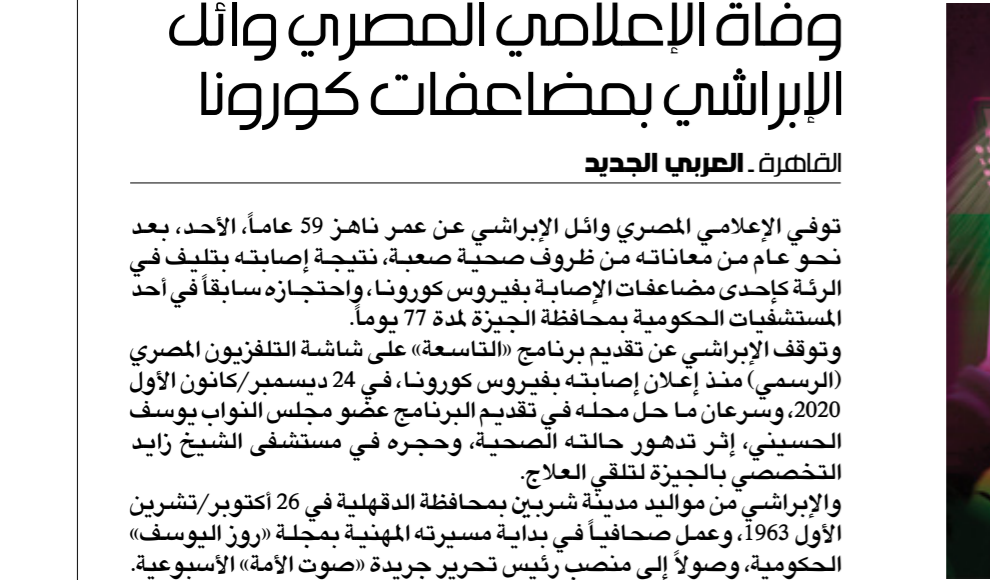 وفاة الإعلامي المصري وائل
الإبراشي بمضاعفات كورونا
القاهرة ـ العربي الجديد
توفي الإعلامي المصري وائل الإبراشي عن عمر ناهز 59 عاماً، الأحد، بعد
نحو عام من معاناته من ظروف صحية صعبة، نتيجة إصابته بتليف في
الرئة كإحدى مضاعفات الإصابة بفيروس كورونا، واحتجازه سابقاً في أحد
المستشفيات الحكومية بمحافظة الجيزة لمدة 77 يوماً.
وتوقف الإبراشي عن تقديم برنامج «التاسعة» على شاشة التلفزيون المصري
(الرسمي) منذ إعلان إصابته بفيروس كورونا، في 24 ديسمبر/كانون الأول
2020، وسرعان ما حل محله في تقديم البرنامج عضو مجلس النواب يوسف
الحسيني، إثر تدهور حالته الصحية، وحجره في مستشفى الشيخ زايد
التخصصي بالجيزة لتلقي العلاج.
والإبراشي من مواليد مدينة شربين بمحافظة الدقهلية في 26 أكتوبر/تشرين
الأول 1963، وعمل صحافياً في بداية مسيرته المهنية بمجلة «روز اليوسف»
الحكومية، وصولاً إلى منصب رئيس تحرير جريدة «صوت الأمة» الأسبوعية.